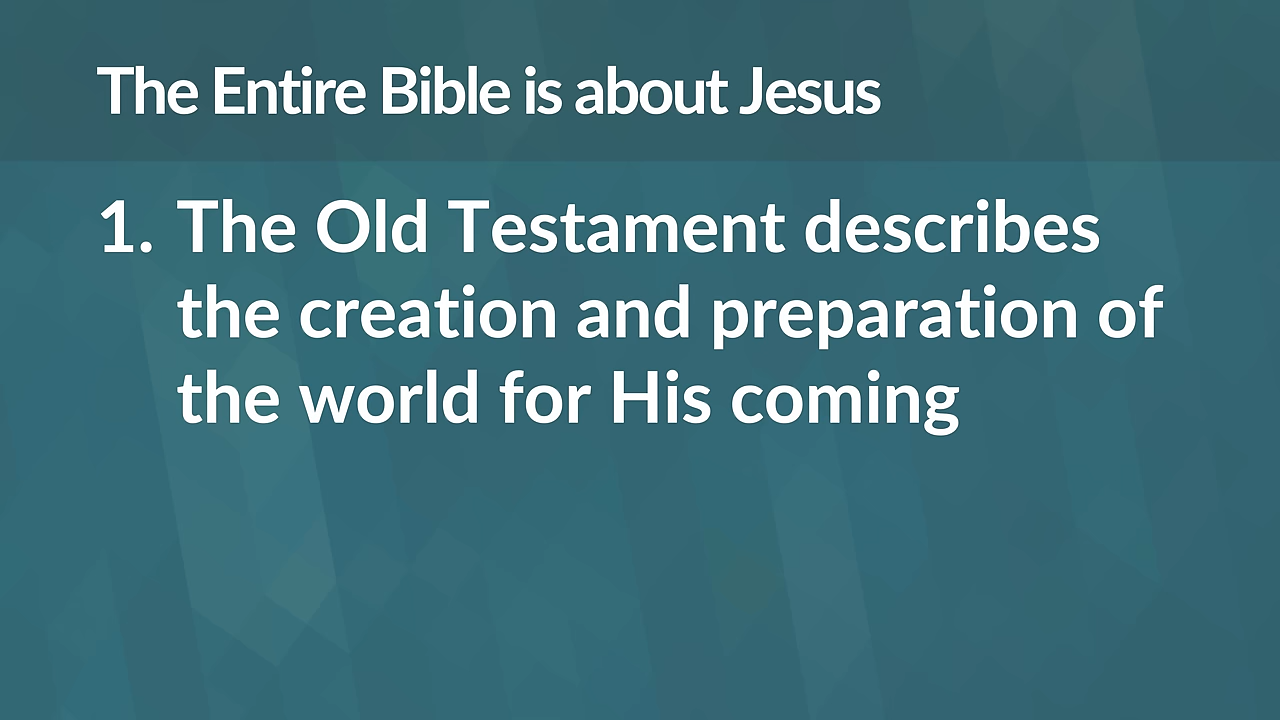 The Entire Bible is about Jesus
1. The Old Testament describes
the creation and preparation of
the world for His coming